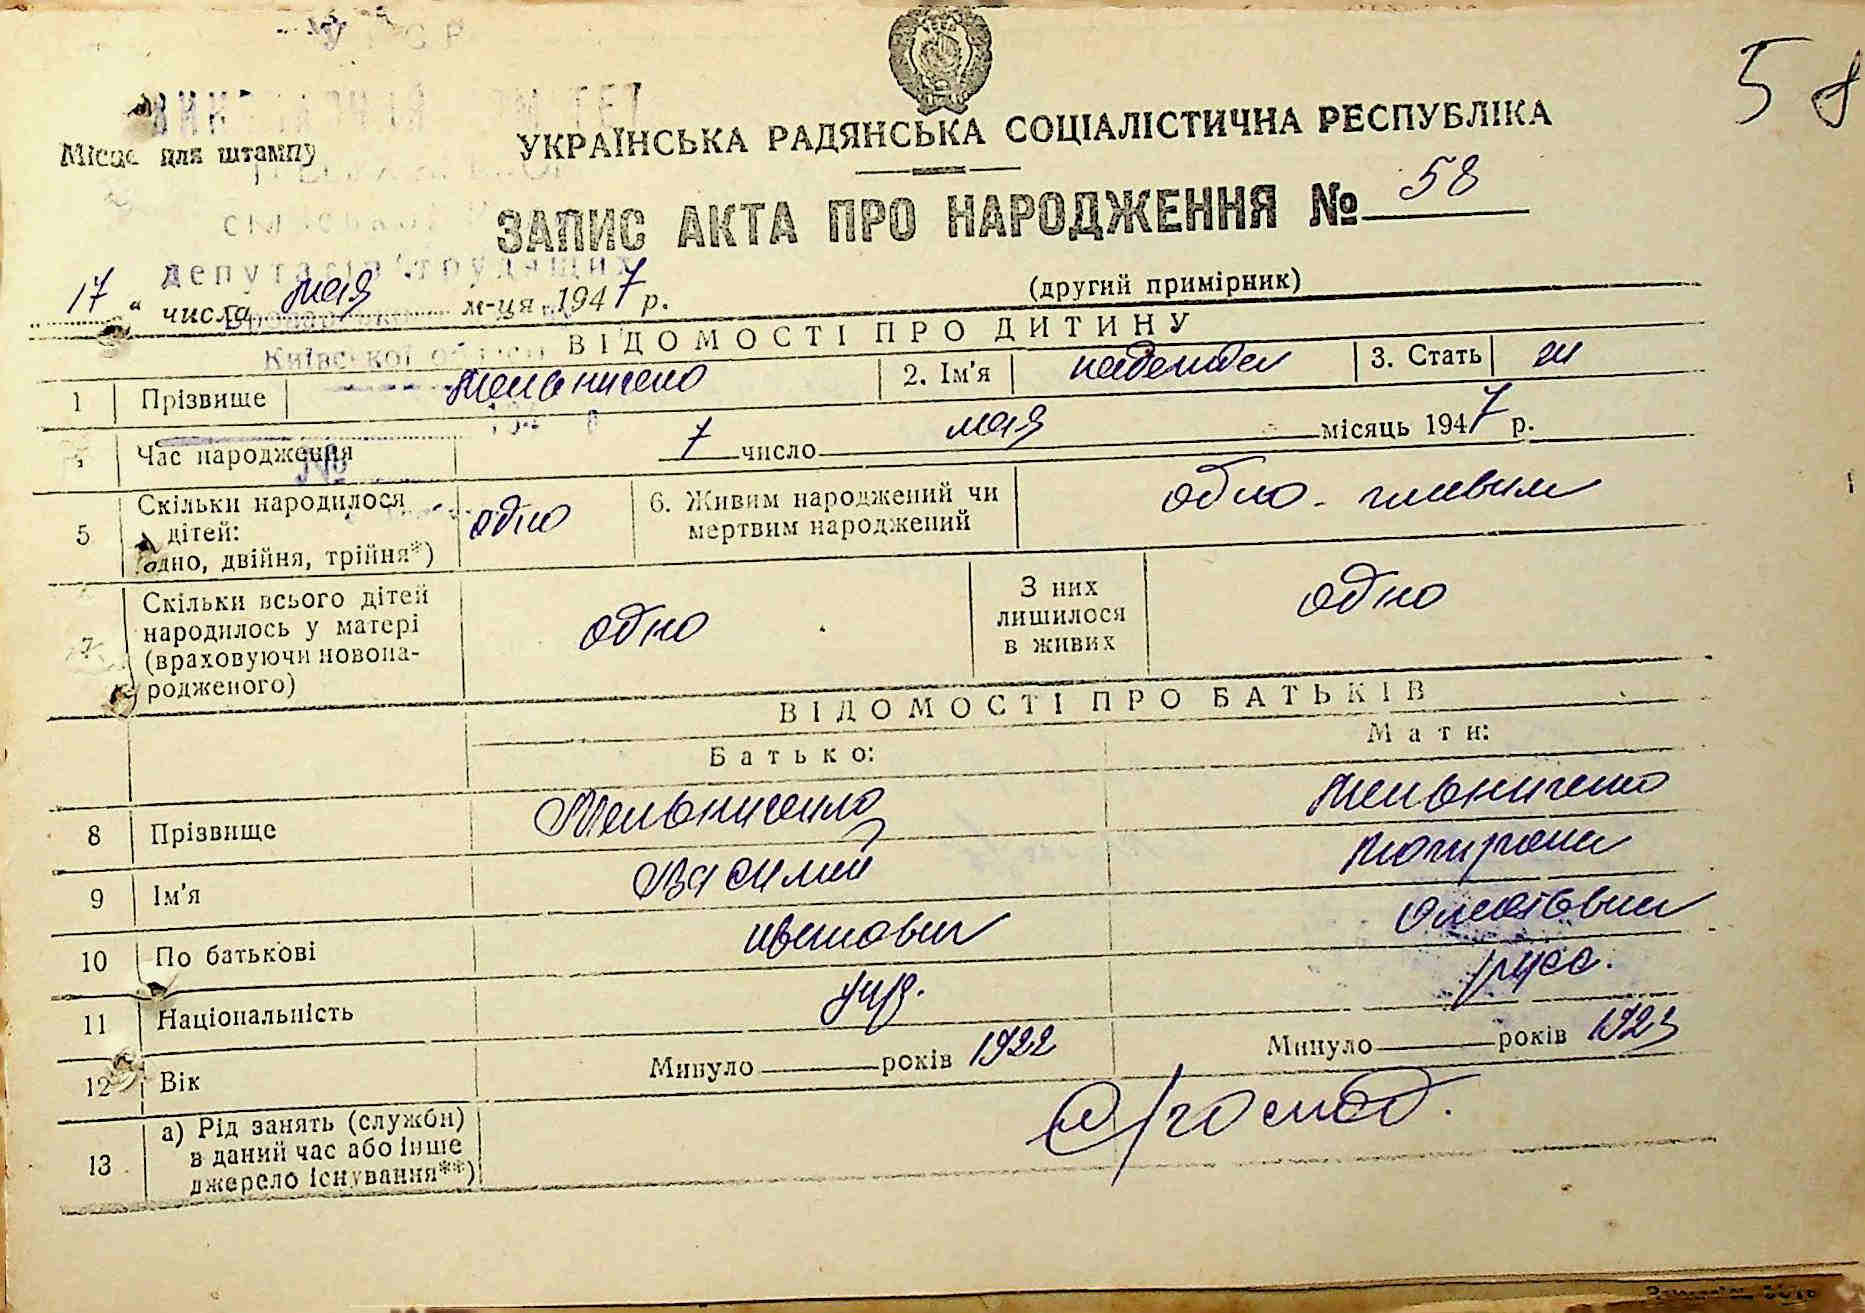 У Р С Р
58
ВИКОНАВЧИЙ КОМІТЕТ
Місце для штампу
УКРАЇНСЬКА РАДЯНСЬКА СОЦІАЛІСТИЧНА РЕСПУБЛІКА
ЗАПИС АКТА ПРО НАРОДЖЕННЯ № 58
депутатів трудящих
17 " числа мая м-ця 1947 р.
(другий примірник)
Київської області
ВІДОМОСТІ ПРО ДИТИНУ
1 Прізвище Мельниченко 2. Ім'я надежда 3. Стать ж
Час народження 7 число мая місяць 1947 р.
№
5 Скільки народилося дітей: одно, двійня, трійня*) одно 6. Живим народжений чи мертвим народжений одно - живым
7 Скільки всього дітей народилось у матері (враховуючи новонародженого) одно З них лишилося в живих одно
ВІДОМОСТІ ПРО БАТЬКІВ
Батько: Мати:
8 Прізвище Мельниченко Мельниченко
9 Ім'я Василий
10 По батькові иванович
11 Національність укр. русс.
12 Вік Минуло років 1922 Минуло років 1923
13 а) Рід занять (служби) в даний час або інше джерело існування**)